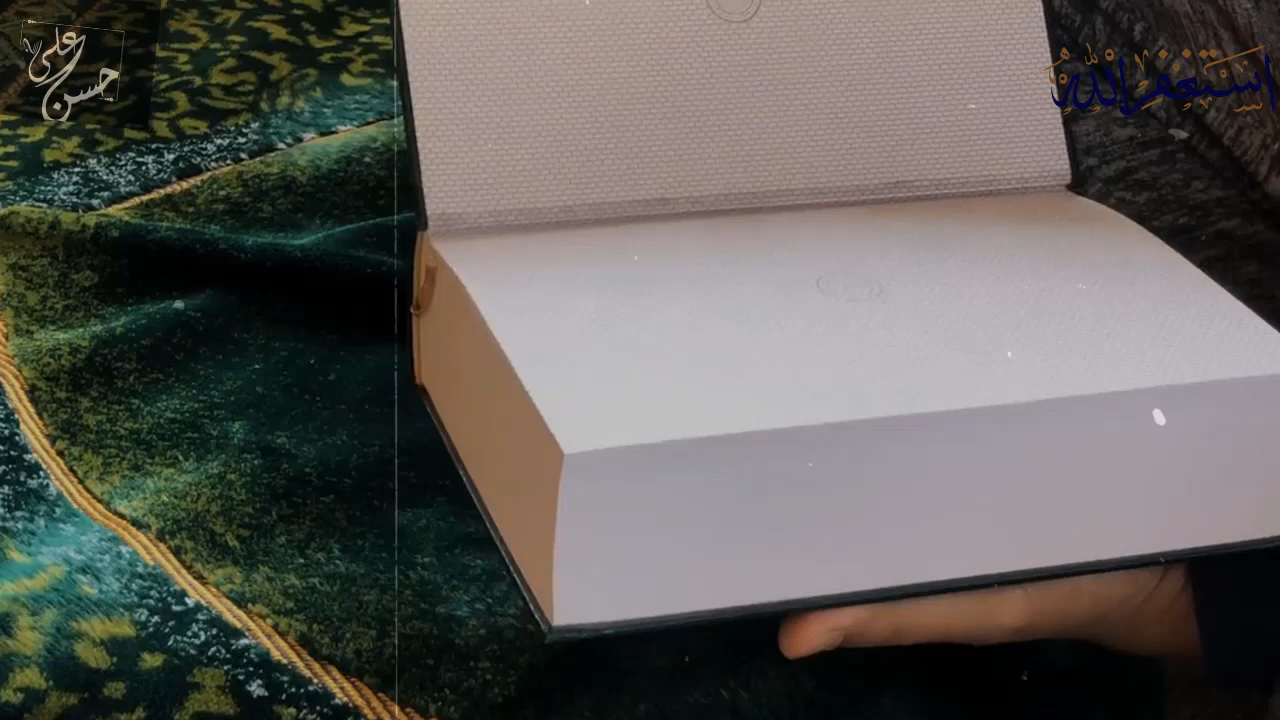 علي
حسن
استغفر الله